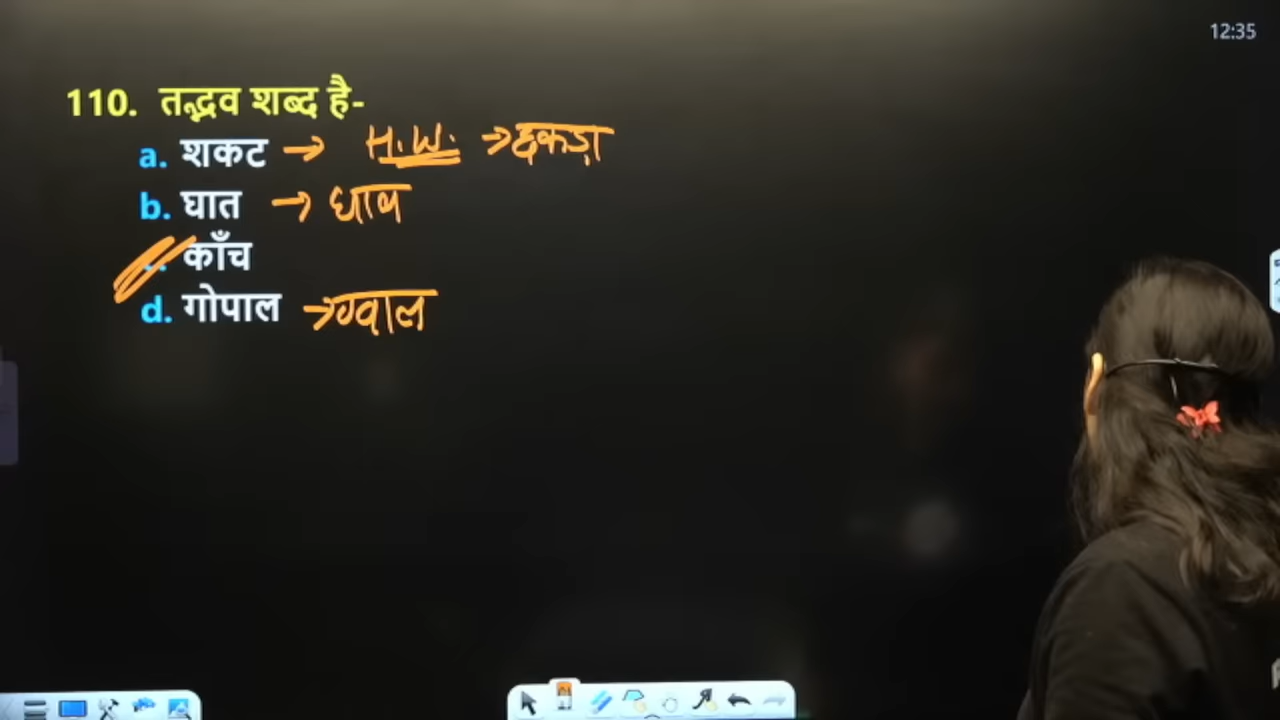 12:35
110. तद्भव शब्द है-
a. शकट → H.W. → छकड़ा
b. घात → घाव
c. काँच
d. गोपाल → ग्वाल